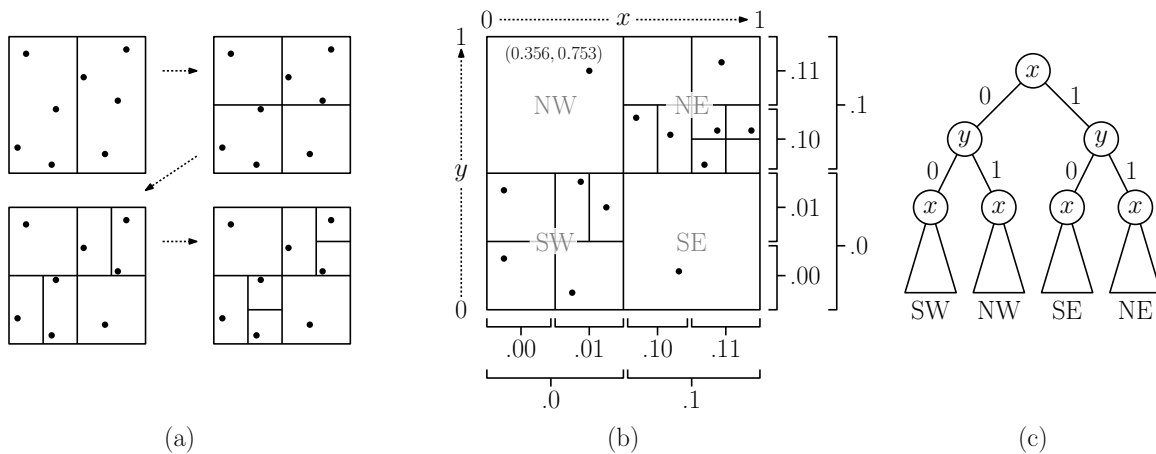 0 x 1
1
(0.356, 0.753)
NW NE
.11
.1
.10
y
.01
SW SE
.0
.00
0
.00 .01 .10 .11
.0 .1
x
0 1
y y
0 1 0 1
x x x x
SW NW SE NE
(a) (b) (c)